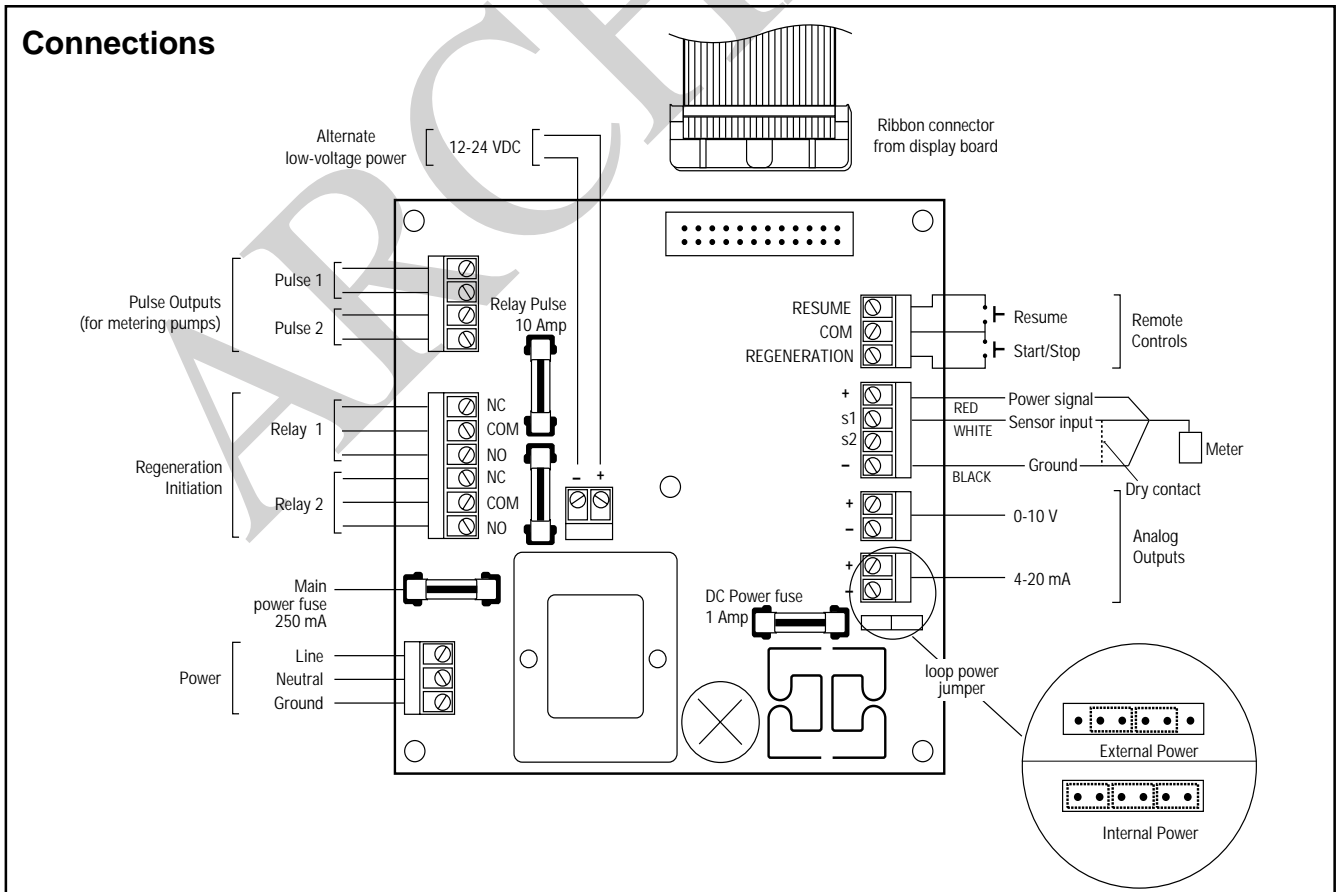 Connections
ARCHI
Ribbon connector
from display board
Alternate
low-voltage power
12-24 VDC
Pulse Outputs
(for metering pumps)
Pulse 1
Pulse 2
Relay Pulse
10 Amp
RESUME
COM
REGENERATION
Resume
Start/Stop
Remote
Controls
Regeneration
Initiation
Relay 1
Relay 2
NC
COM
NO
NC
COM
NO
- +
+
s1
s2
-
RED
WHITE
BLACK
Power signal
Sensor input
Ground
Meter
Dry contact
+
-
0-10 V
+
-
4-20 mA
Analog
Outputs
Main
power fuse
250 mA
DC Power fuse
1 Amp
Power
Line
Neutral
Ground
loop power
jumper
External Power
Internal Power